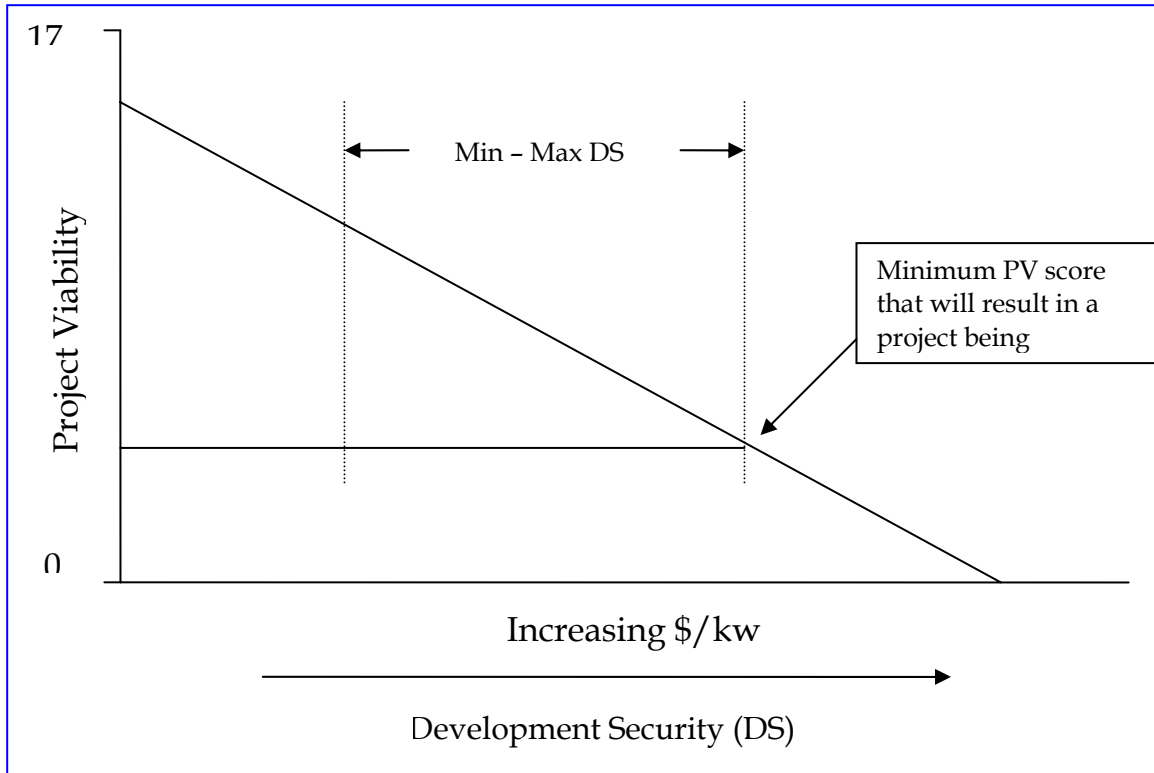 17
Min – Max DS
Minimum PV score
that will result in a
project being
Project Viability
0
Increasing $/kw
Development Security (DS)